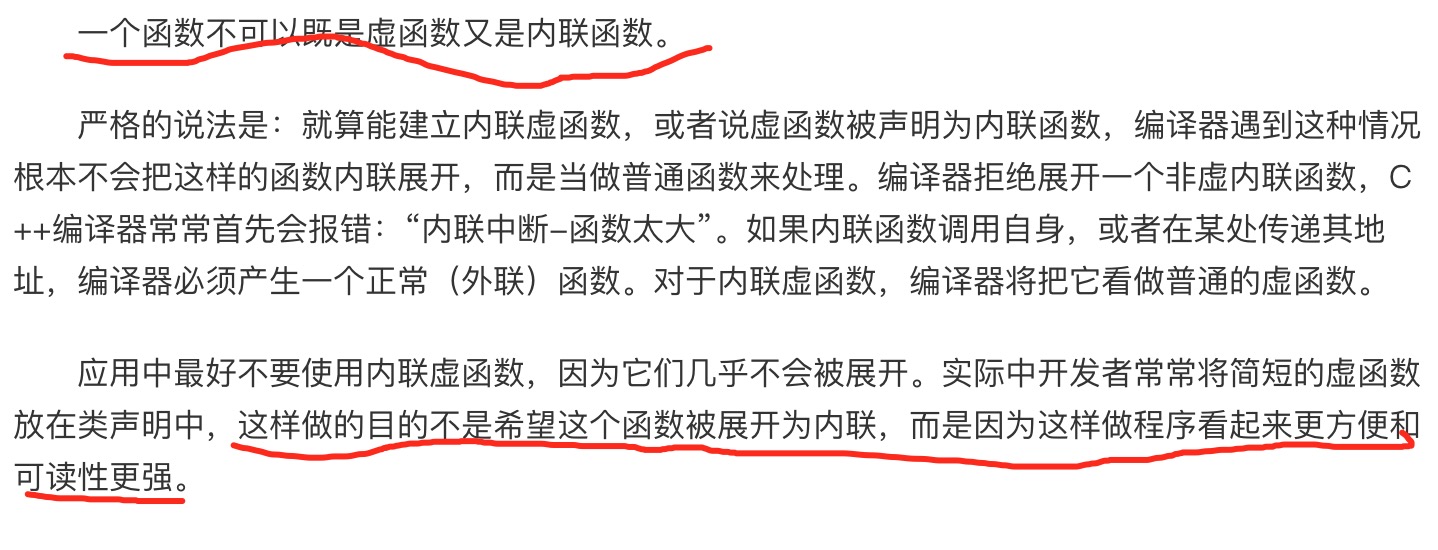 一个函数不可以既是虚函数又是内联函数。
严格的说法是：就算能建立内联虚函数，或者说虚函数被声明为内联函数，编译器遇到这种情况
根本不会把这样的函数内联展开，而是当做普通函数来处理。编译器拒绝展开一个非虚内联函数，C
++编译器常常首先会报错：“内联中断–函数太大”。如果内联函数调用自身，或者在某处传递其地
址，编译器必须产生一个正常（外联）函数。对于内联虚函数，编译器将把它看做普通的虚函数。
应用中最好不要使用内联虚函数，因为它们几乎不会被展开。实际中开发者常常将简短的虚函数
放在类声明中，这样做的目的不是希望这个函数被展开为内联，而是因为这样做程序看起来更方便和
可读性更强。